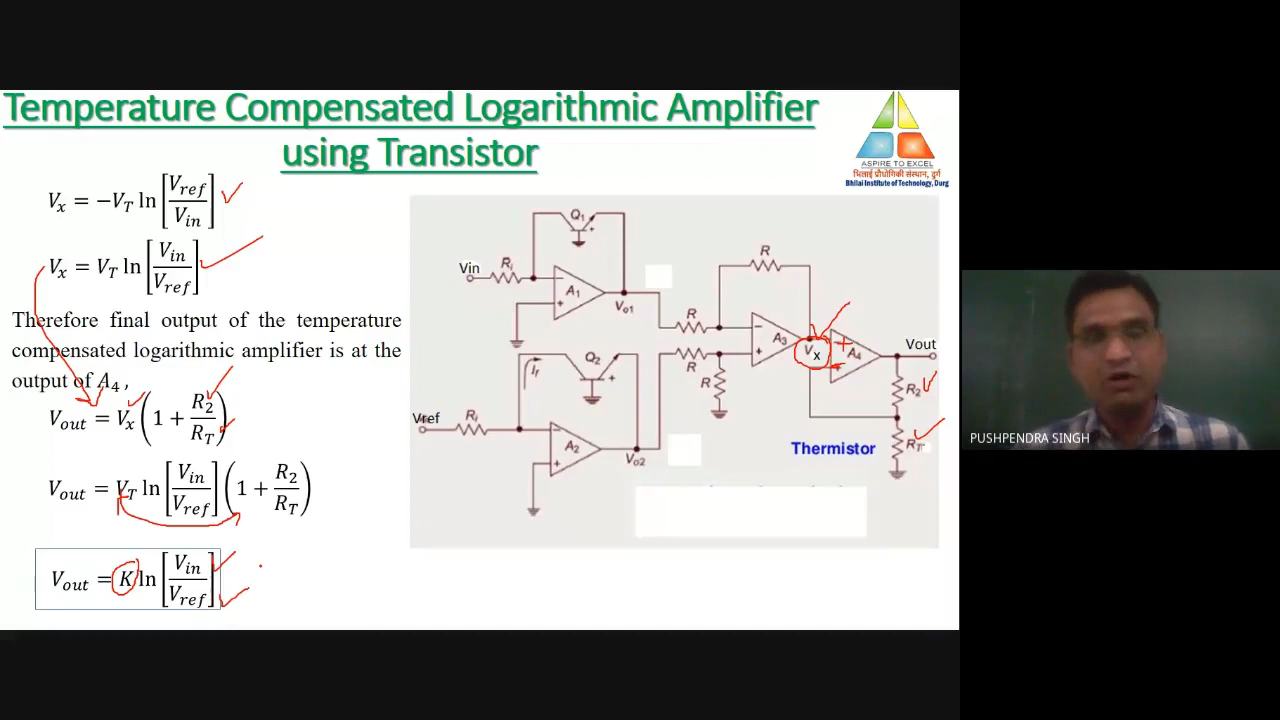 Temperature Compensated Logarithmic Amplifier
using Transistor
ASPIRE TO EXCEL
भिलाई प्रौद्योगिकी संस्थान, दुर्ग
Bhilai Institute of Technology, Durg
V_x = −V_T ln [V_ref / V_in]
V_x = V_T ln [V_in / V_ref]
Therefore final output of the temperature
compensated logarithmic amplifier is at the
output of A_4 ,
V_out = V_x (1 + R_2 / R_T)
V_out = V_T ln [V_in / V_ref] (1 + R_2 / R_T)
V_out = K ln [V_in / V_ref]
Q1
+
Vin
Ri
−
A1
+
Vo1
R
R
−
A3
+
Vx
+
A4
Vout
R
R
If
Q2
+
R2
Vref
Ri
−
A2
+
Vo2
Thermistor
RT
PUSHPENDRA SINGH